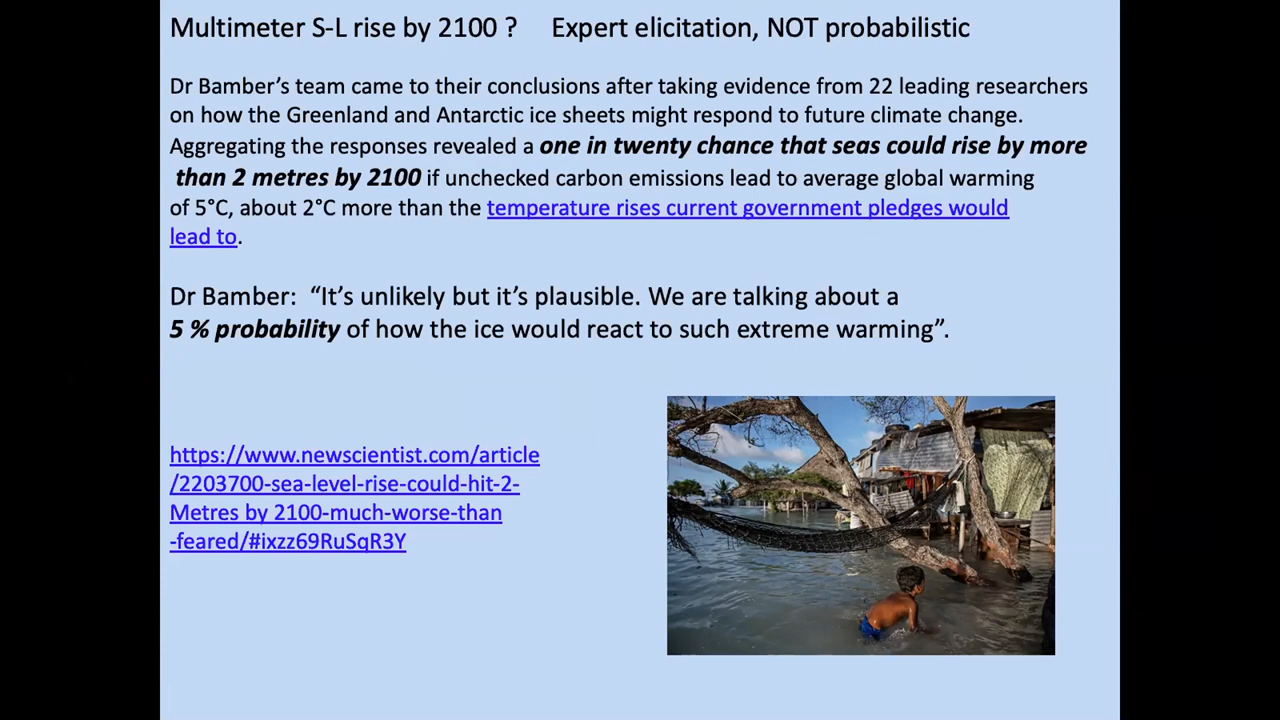 Multimeter S-L rise by 2100 ? Expert elicitation, NOT probabilistic
Dr Bamber’s team came to their conclusions after taking evidence from 22 leading researchers
on how the Greenland and Antarctic ice sheets might respond to future climate change.
Aggregating the responses revealed a one in twenty chance that seas could rise by more
than 2 metres by 2100 if unchecked carbon emissions lead to average global warming
of 5°C, about 2°C more than the temperature rises current government pledges would
lead to.
Dr Bamber: “It’s unlikely but it’s plausible. We are talking about a
5 % probability of how the ice would react to such extreme warming”.
https://www.newscientist.com/article
/2203700-sea-level-rise-could-hit-2-
Metres by 2100-much-worse-than
-feared/#ixzz69RuSqR3Y